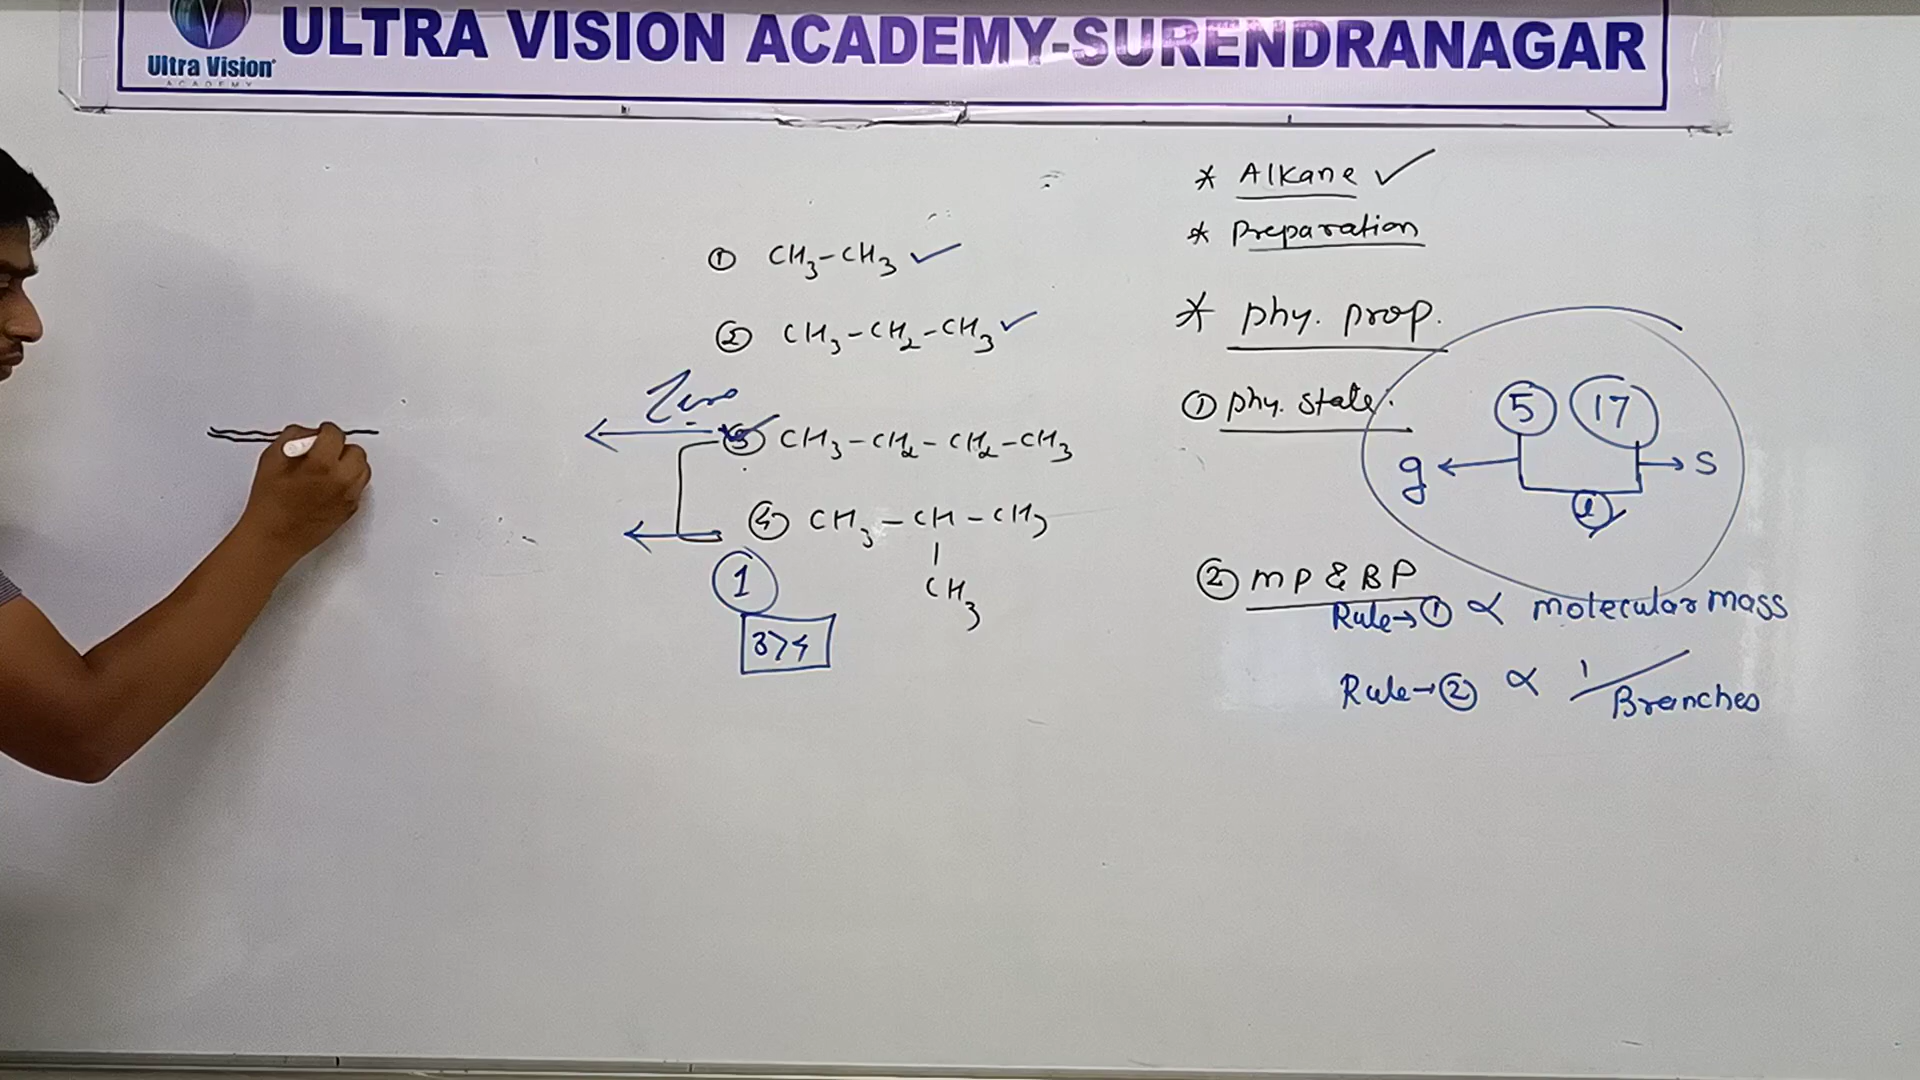 ULTRA VISION ACADEMY-SURENDRANAGAR
Ultra Vision
ACADEMY
* Alkane ✓
* Preparation
* phy. prop.
① phy. state.
5 17
g l s
② MP & BP
Rule→① ∝ molecular mass
Rule→② ∝ 1/Branches
① CH3-CH3 ✓
② CH3-CH2-CH3 ✓
Zero
③ CH3-CH2-CH2-CH3
④ CH3-CH-CH3
CH3
1
3>4